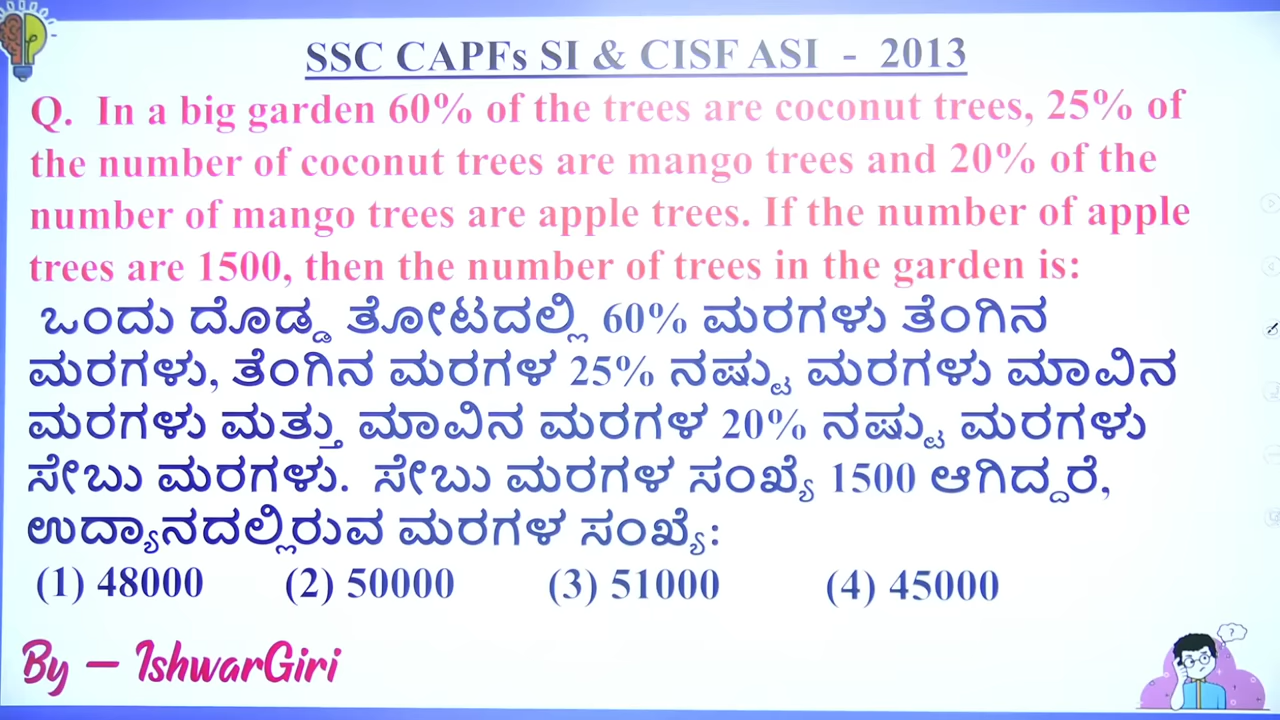 SSC CAPFs SI & CISF ASI - 2013
Q. In a big garden 60% of the trees are coconut trees, 25% of
the number of coconut trees are mango trees and 20% of the
number of mango trees are apple trees. If the number of apple
trees are 1500, then the number of trees in the garden is:
ಒಂದು ದೊಡ್ಡ ತೋಟದಲ್ಲಿ 60% ಮರಗಳು ತೆಂಗಿನ
ಮರಗಳು, ತೆಂಗಿನ ಮರಗಳ 25% ನಷ್ಟು ಮರಗಳು ಮಾವಿನ
ಮರಗಳು ಮತ್ತು ಮಾವಿನ ಮರಗಳ 20% ನಷ್ಟು ಮರಗಳು
ಸೇಬು ಮರಗಳು. ಸೇಬು ಮರಗಳ ಸಂಖ್ಯೆ 1500 ಆಗಿದ್ದರೆ,
ಉದ್ಯಾನದಲ್ಲಿರುವ ಮರಗಳ ಸಂಖ್ಯೆ:
(1) 48000 (2) 50000 (3) 51000 (4) 45000
By – IshwarGiri
?